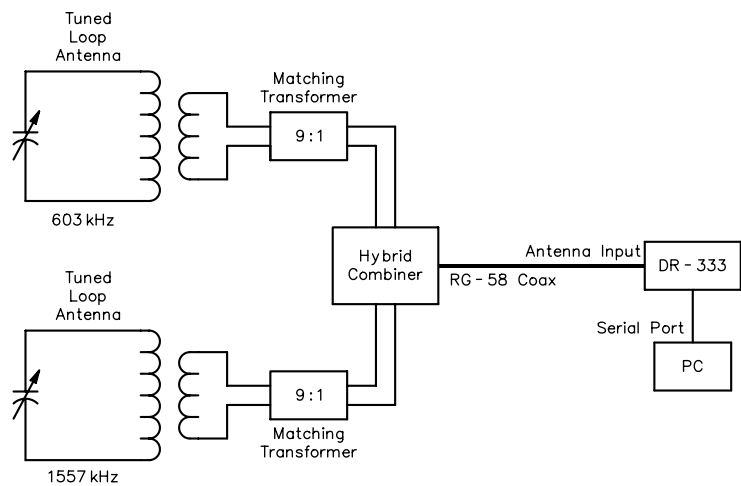 Tuned
Loop
Antenna
Matching
Transformer
9:1
603 kHz
Hybrid
Combiner
Antenna Input
RG-58 Coax
DR-333
Serial Port
PC
Tuned
Loop
Antenna
9:1
Matching
Transformer
1557 kHz